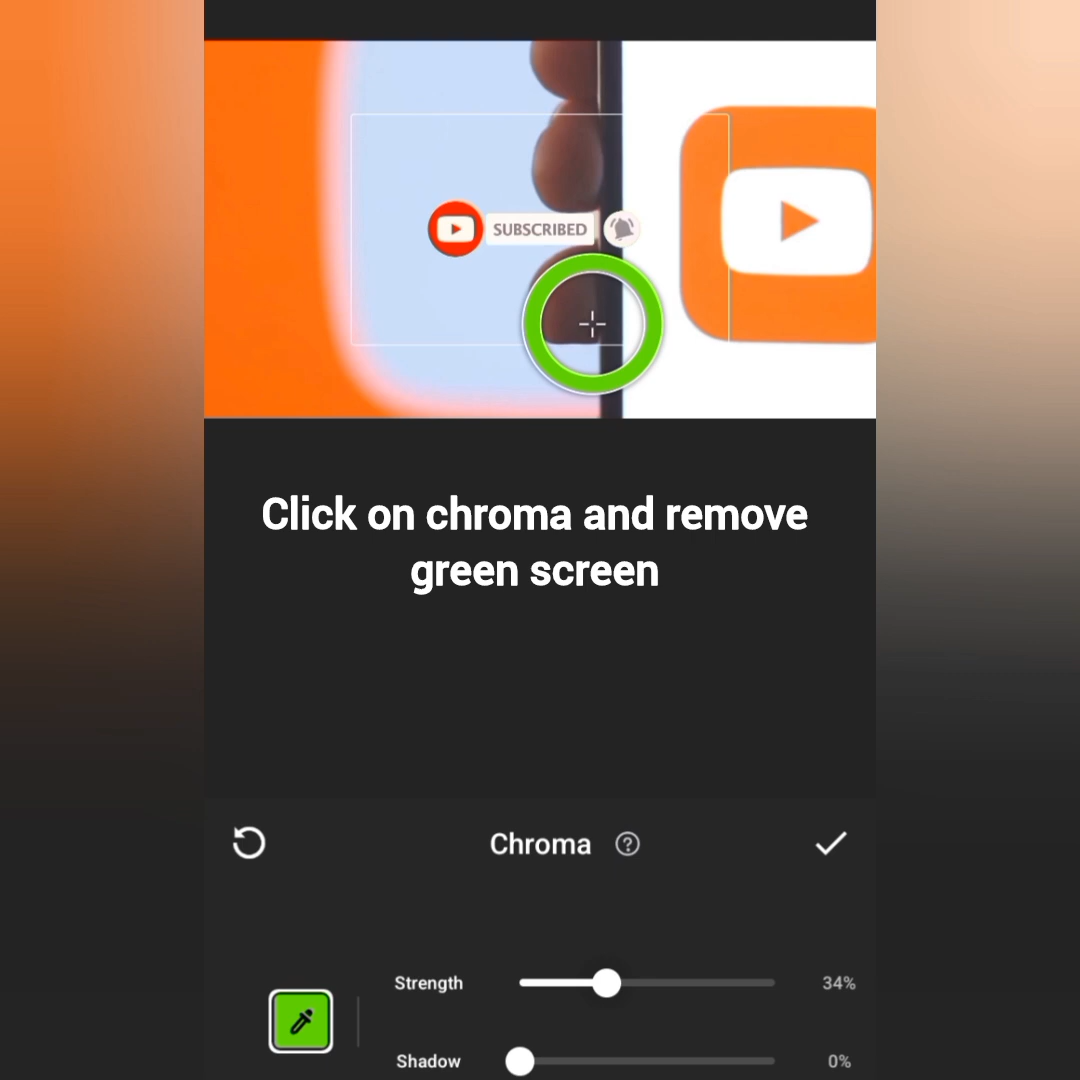 SUBSCRIBED
Click on chroma and remove
green screen
Chroma
Strength 34%
Shadow 0%